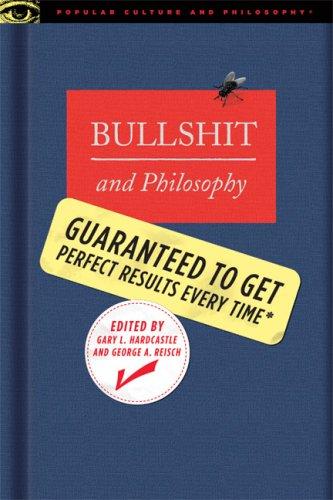 POPULAR CULTURE AND PHILOSOPHY®
BULLSHIT
and Philosophy
GUARANTEED TO GET
PERFECT RESULTS EVERY TIME*
EDITED BY
GARY L. HARDCASTLE
AND GEORGE A. REISCH